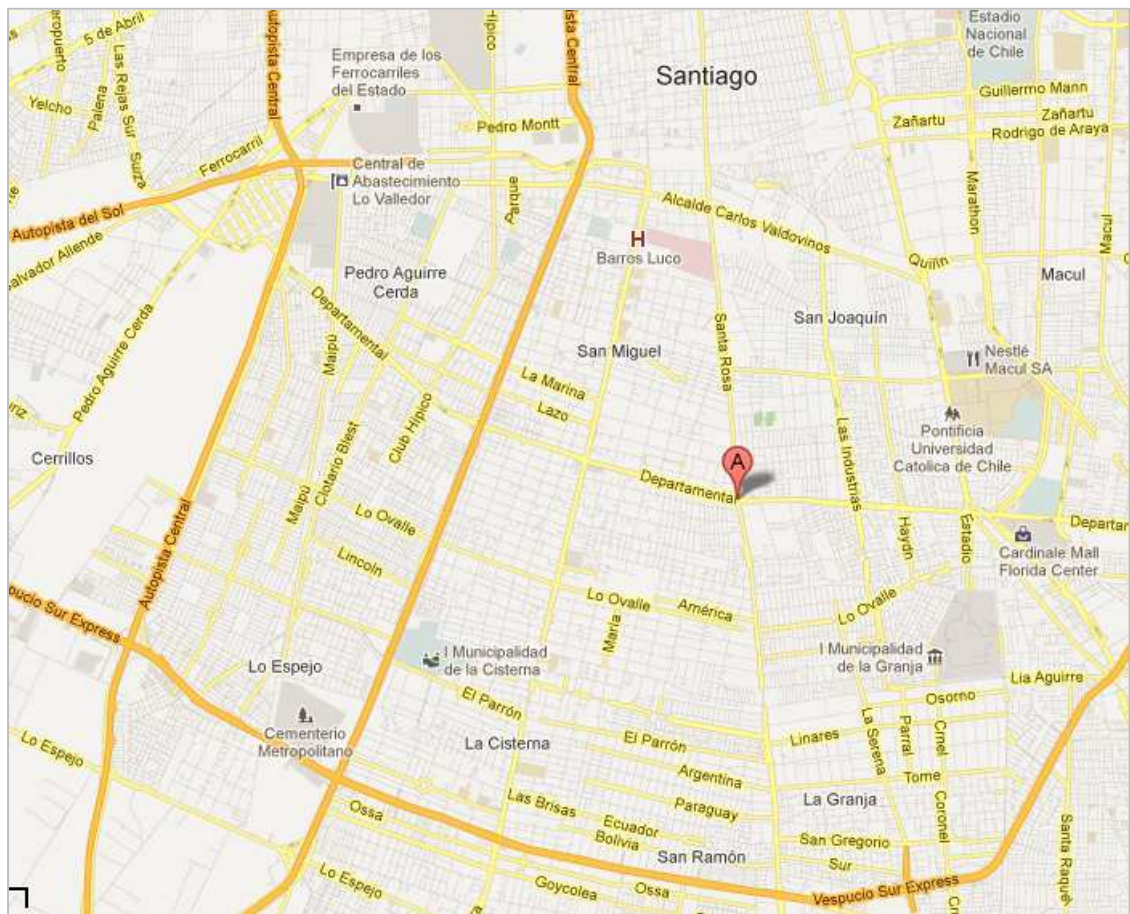 5 de Abril
Aeropuerto
Las Rejas Sur
Yelcho
Palena
Suiza
Ferrocarril
Autopista Central
Empresa de los
Ferrocarriles
del Estado
Hípico
Autopista Central
Santiago
Estadio
Nacional
de Chile
Guillermo Mann
Zañartu
Zañartu
Rodrigo de Araya
Pedro Montt
Central de
Abastecimiento
Lo Valledor
Parque
Autopista del Sol
Salvador Allende
Alcalde Carlos Valdovinos
Marathon
Macul
H
Barros Luco
Quilín
Macul
Pedro Aguirre
Cerda
Pedro Aguirre Cerda
Departamental
Maipú
San Joaquín
San Miguel
Santa Rosa
Nestlé
Macul SA
La Marina
Lazo
Club Hípico
Clotario Blest
Cerrillos
Las Industrias
Pontificia
Universidad
Catolica de Chile
A
Departamental
Maipú
Lo Ovalle
Lincoln
Haydn
Estadio
Departar
Cardinale Mall
Florida Center
Autopista Central
Lo Ovalle
América
Lo Ovalle
María
pucio Sur Express
Lo Espejo
I Municipalidad
de la Cisterna
I Municipalidad
de la Granja
Lia Aguirre
Osorno
El Parrón
Cementerio
Metropolitano
La Cisterna
El Parrón
Linares
La Serena
Parral
Crnel
Lo Espejo
Argentina
Tome
Paraguay
La Granja
Coronel
Ossa
Las Brisas
Ecuador
Bolivia
San Gregorio
San Ramón
Sur
Santa Raque
Lo Espejo
Goycolea
Ossa
Vespucio Sur Express